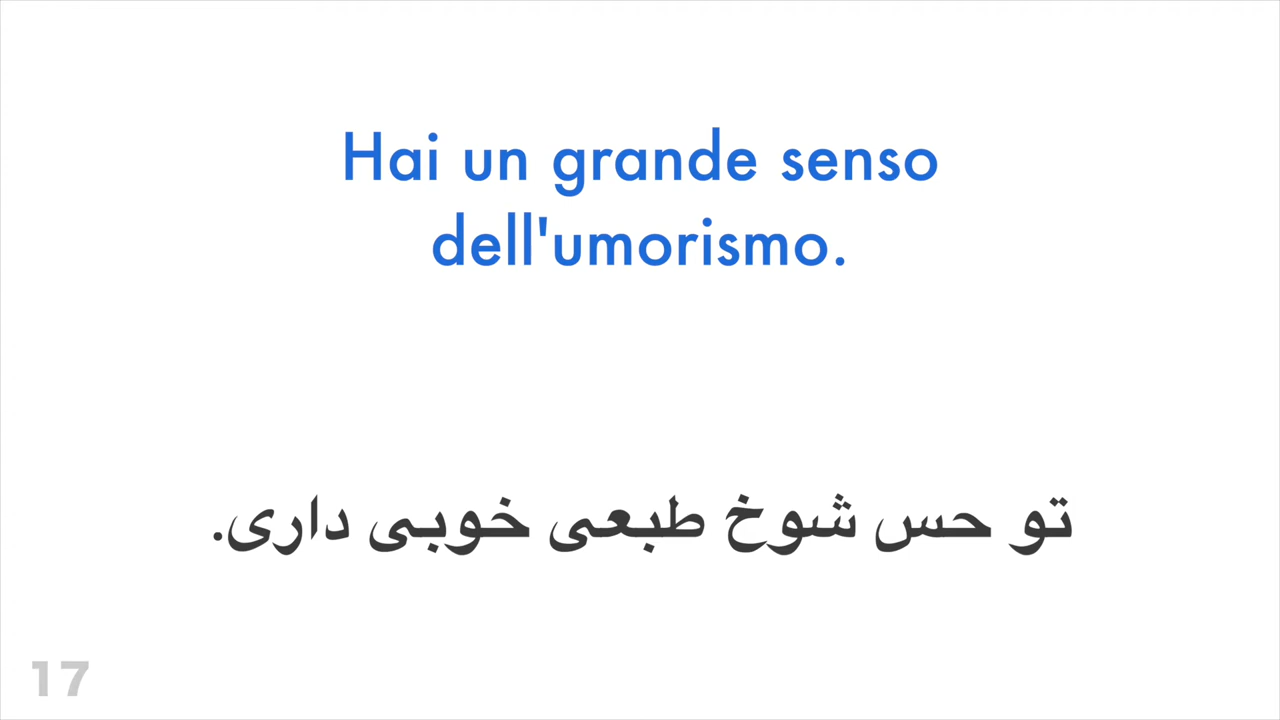 Hai un grande senso
dell'umorismo.
تو حس شوخ طبعی خوبی داری.
17